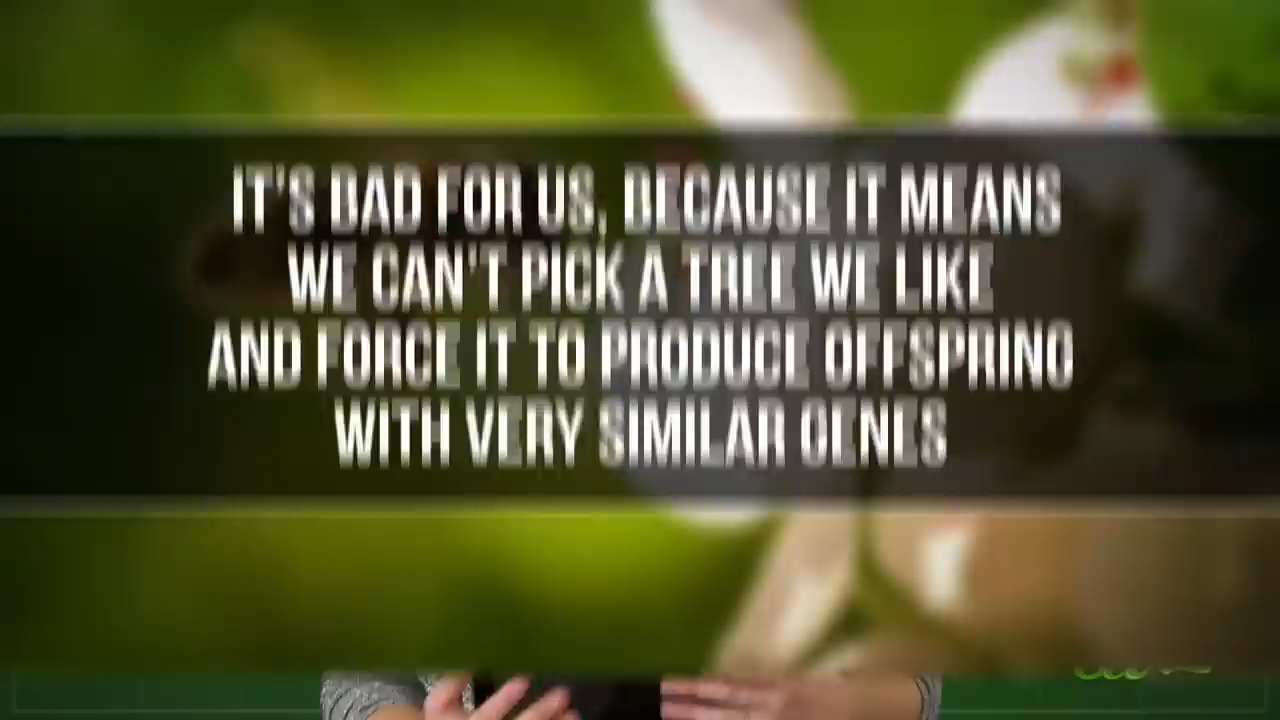 IT'S BAD FOR US, BECAUSE IT MEANS
WE CAN'T PICK A TREE WE LIKE
AND FORCE IT TO PRODUCE OFFSPRING
WITH VERY SIMILAR GENES